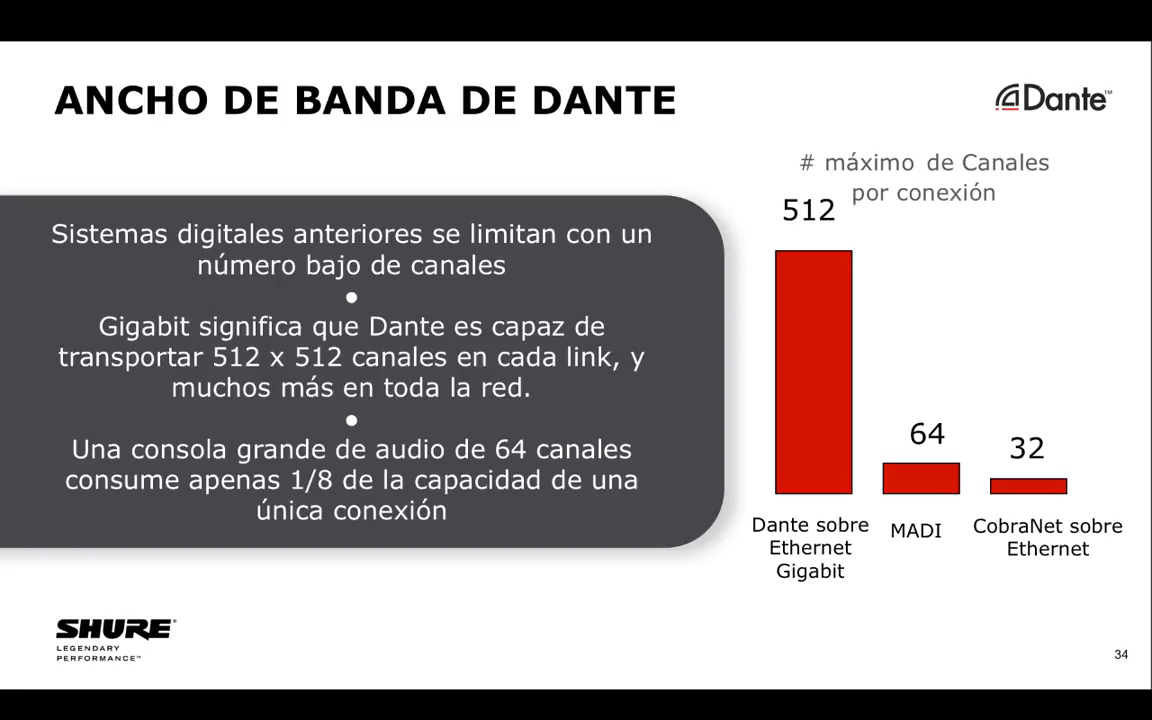 ANCHO DE BANDA DE DANTE
Dante™
Sistemas digitales anteriores se limitan con un
número bajo de canales
●
Gigabit significa que Dante es capaz de
transportar 512 x 512 canales en cada link, y
muchos más en toda la red.
●
Una consola grande de audio de 64 canales
consume apenas 1/8 de la capacidad de una
única conexión
# máximo de Canales
por conexión
512
64
32
Dante sobre
Ethernet
Gigabit
MADI
CobraNet sobre
Ethernet
SHURE®
LEGENDARY
PERFORMANCE™
34